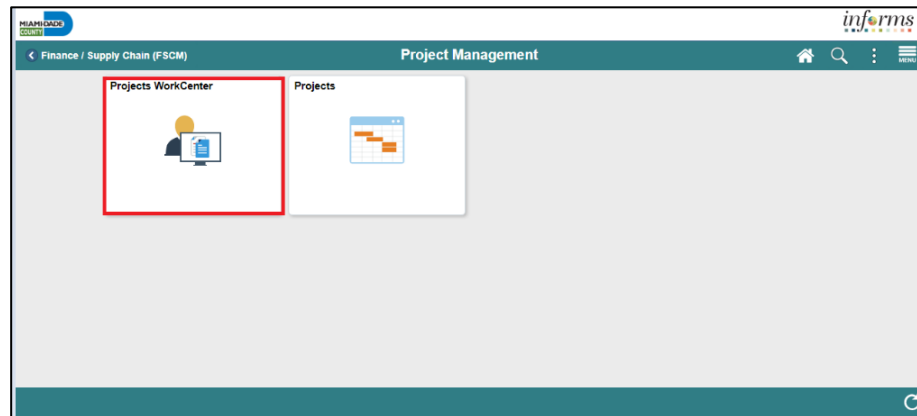 MIAMI-DADE
COUNTY
informs
Finance / Supply Chain (FSCM)
Project Management
MENU
Projects WorkCenter
Projects